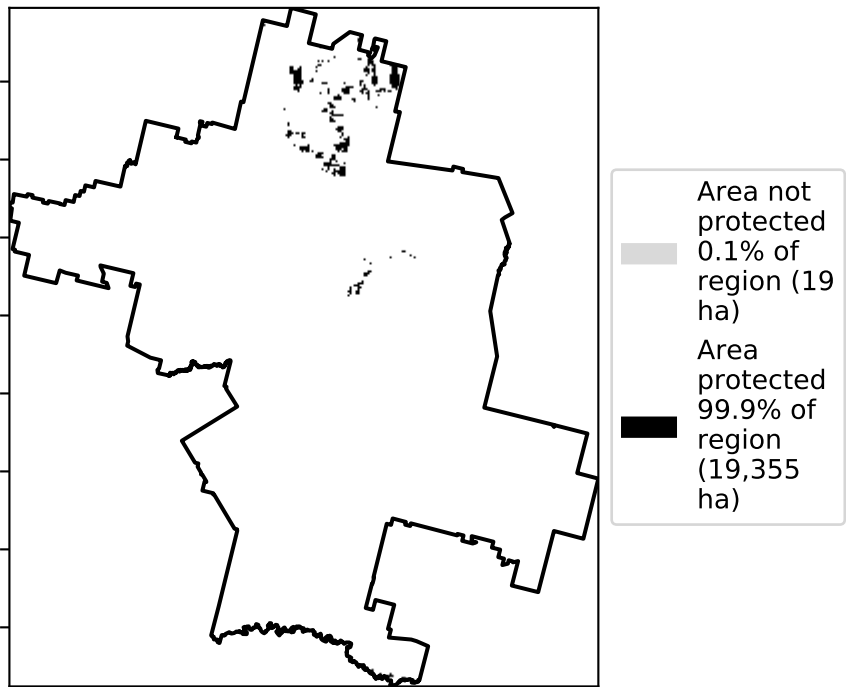 Area not
protected
0.1% of
region (19
ha)
Area
protected
99.9% of
region
(19,355
ha)